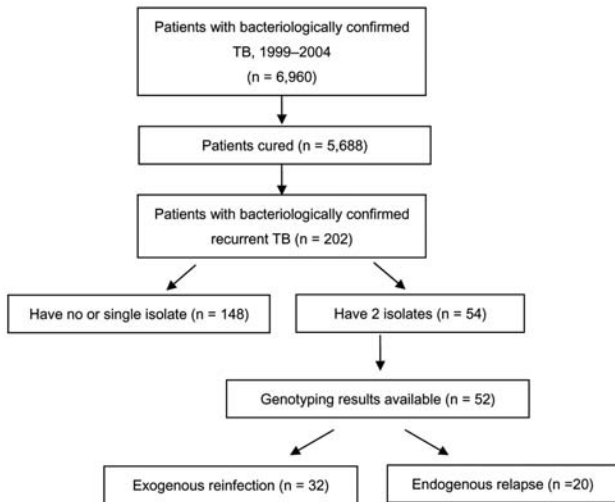 Patients with bacteriologically confirmed
TB, 1999–2004
(n = 6,960)
Patients cured (n = 5,688)
Patients with bacteriologically confirmed
recurrent TB (n = 202)
Have no or single isolate (n = 148)
Have 2 isolates (n = 54)
Genotyping results available (n = 52)
Exogenous reinfection (n = 32)
Endogenous relapse (n =20)